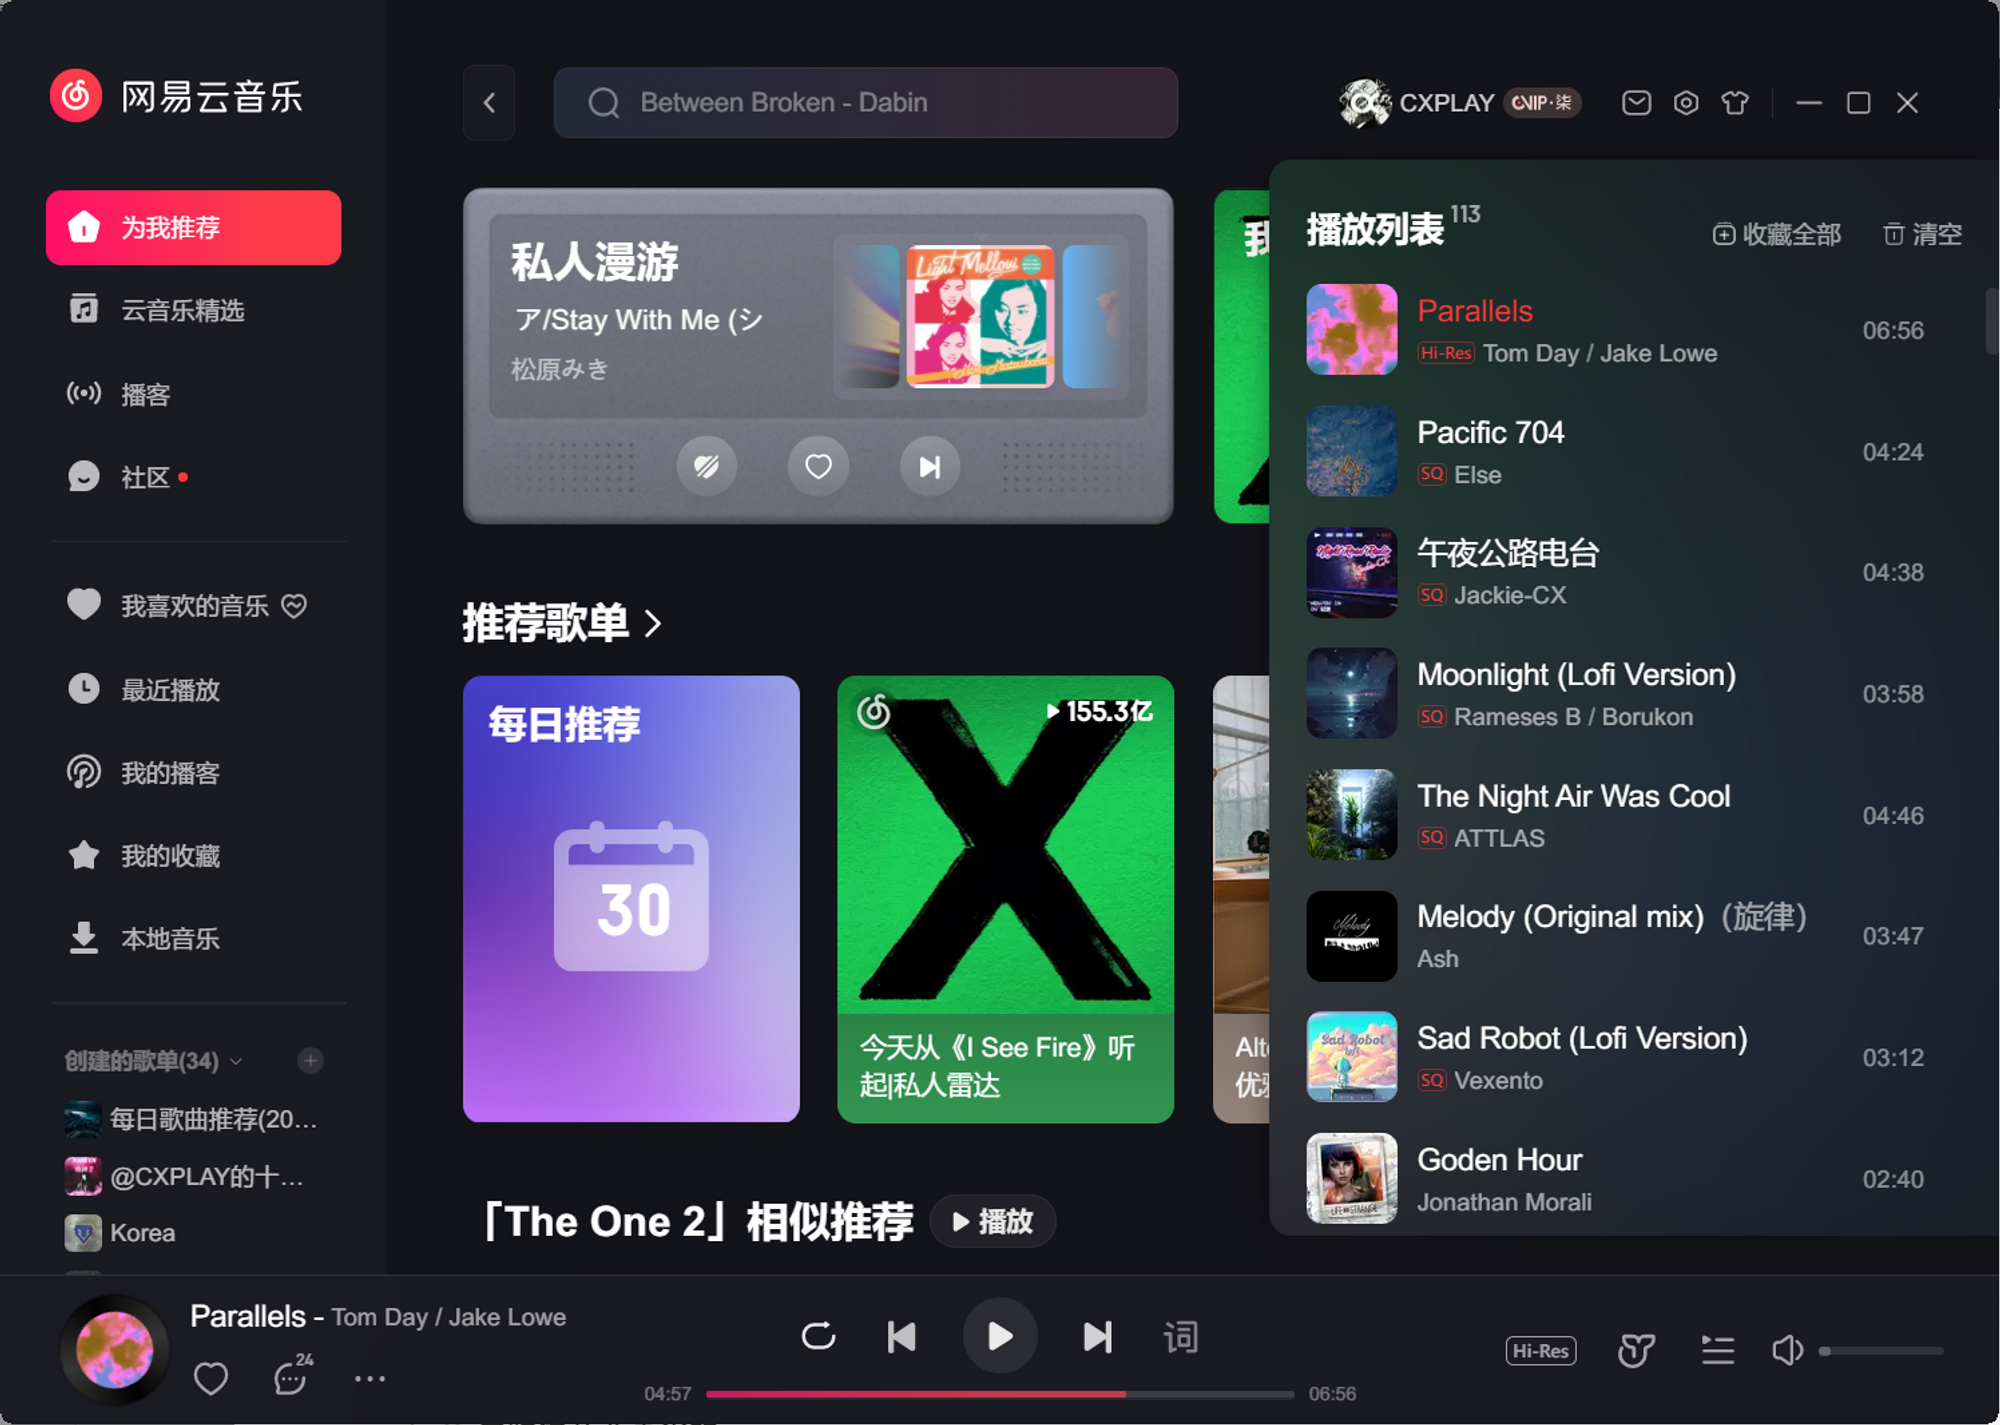 网易云音乐
Between Broken - Dabin
CXPLAY
VIP·柒
为我推荐
云音乐精选
播客
社区
我喜欢的音乐
最近播放
我的播客
我的收藏
本地音乐
创建的歌单(34)
每日歌曲推荐(20...
@CXPLAY的十...
Korea
私人漫游
ア/Stay With Me (シ
松原みき
Light Mellow
推荐歌单
每日推荐
30
155.3亿
今天从《I See Fire》听
起|私人雷达
「The One 2」相似推荐
播放
播放列表 113
收藏全部
清空
Parallels
Hi-Res Tom Day / Jake Lowe
06:56
Pacific 704
SQ Else
04:24
午夜公路电台
SQ Jackie-CX
04:38
Moonlight (Lofi Version)
SQ Rameses B / Borukon
03:58
The Night Air Was Cool
SQ ATTLAS
04:46
Melody (Original mix)（旋律）
Ash
03:47
Melody
Sad Robot (Lofi Version)
SQ Vexento
03:12
Sad Robot
Goden Hour
Jonathan Morali
02:40
Parallels - Tom Day / Jake Lowe
24
词
04:57
06:56
Hi-Res